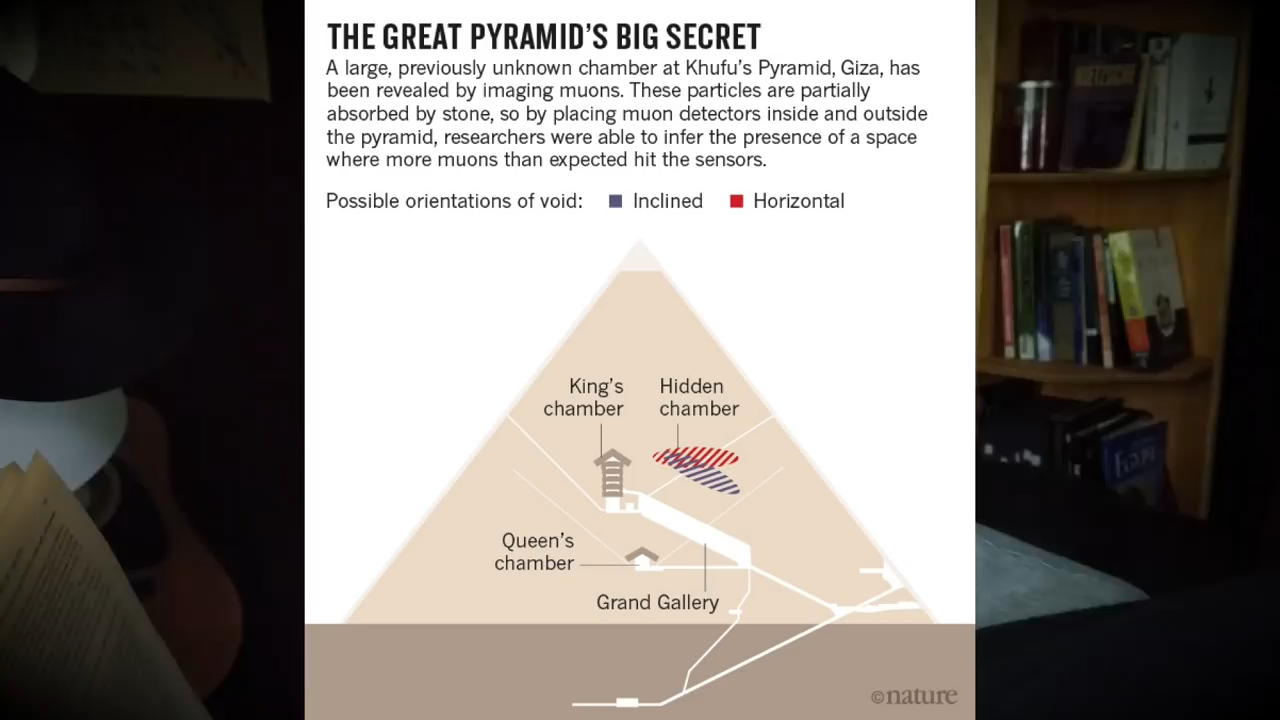 THE GREAT PYRAMID'S BIG SECRET
A large, previously unknown chamber at Khufu's Pyramid, Giza, has
been revealed by imaging muons. These particles are partially
absorbed by stone, so by placing muon detectors inside and outside
the pyramid, researchers were able to infer the presence of a space
where more muons than expected hit the sensors.
Possible orientations of void: Inclined Horizontal
King's
chamber
Hidden
chamber
Queen's
chamber
Grand Gallery
EGYPT
©nature